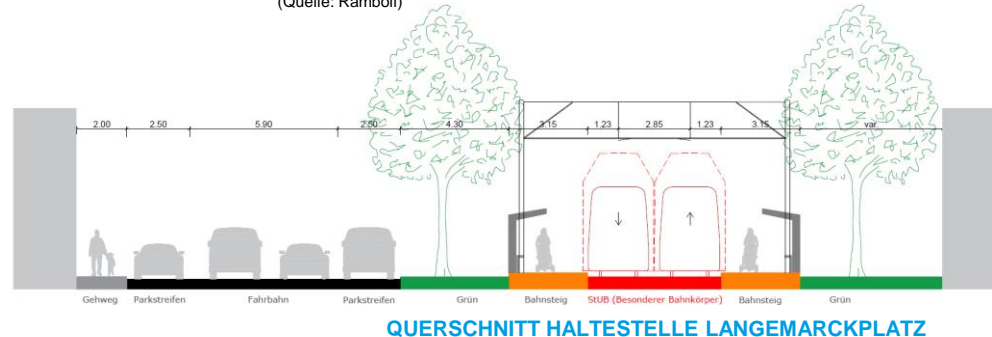 (Quelle: Ramboll)
2.00 2.50 5.90 2.50 4.30 3.15 1.23 2.85 1.23 3.15 var.
Gehweg Parkstreifen Fahrbahn Parkstreifen Grün Bahnsteig StUB (Besonderer Bahnkörper) Bahnsteig Grün
QUERSCHNITT HALTESTELLE LANGEMARCKPLATZ